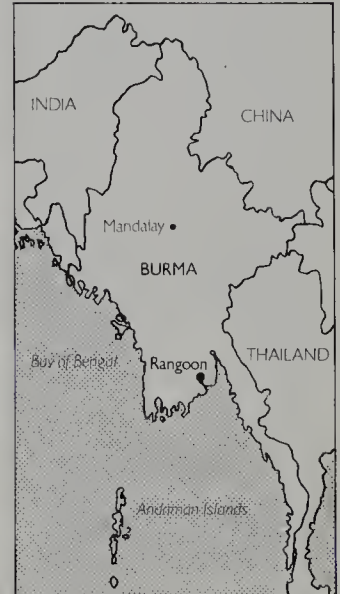 INDIA
CHINA
Mandalay
BURMA
Bay of Bengal
Rangoon
THAILAND
Andaman Islands